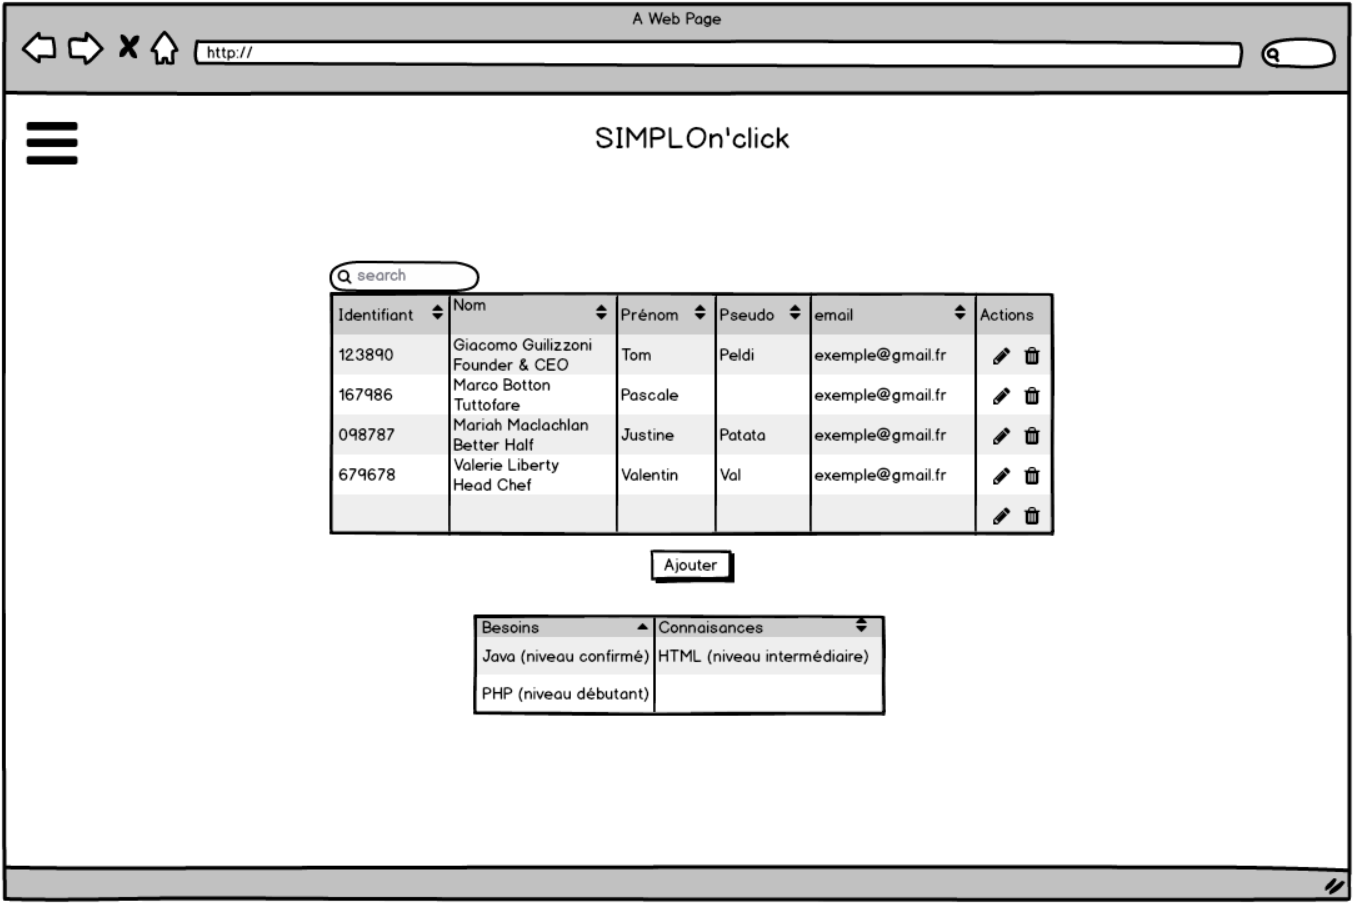 A Web Page
http://
SIMPLOn'click
search
Identifiant Nom Prénom Pseudo email Actions
123890 Giacomo Guilizzoni Founder & CEO Tom Peldi exemple@gmail.fr
167986 Marco Botton Tuttofare Pascale exemple@gmail.fr
098787 Mariah Maclachlan Better Half Justine Patata exemple@gmail.fr
679678 Valerie Liberty Head Chef Valentin Val exemple@gmail.fr
Ajouter
Besoins Connaisances
Java (niveau confirmé) HTML (niveau intermédiaire)
PHP (niveau débutant)